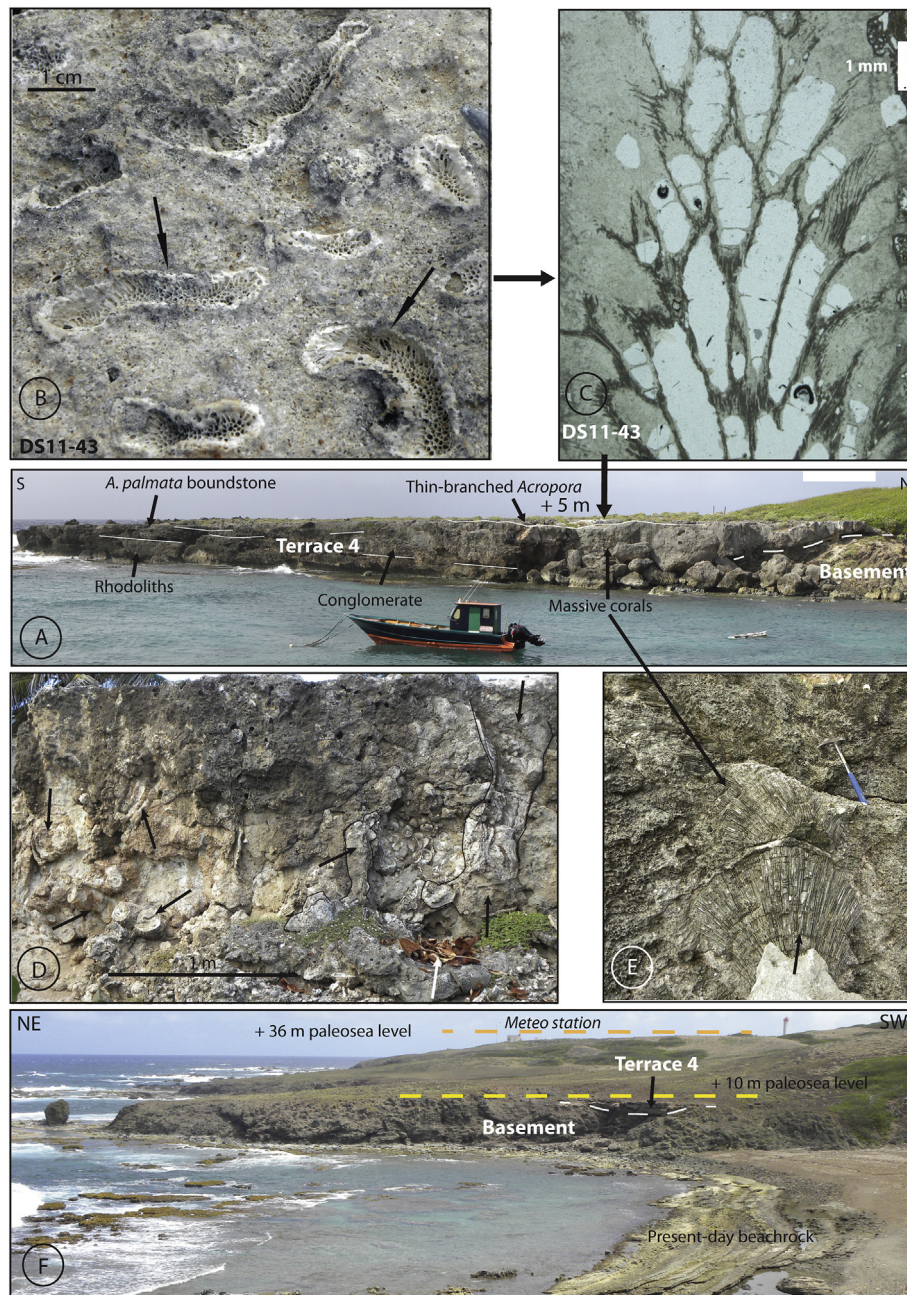 1 cm
B
DS11-43
1 mm
C
DS11-43
S
A. palmata boundstone
Thin-branched Acropora
+ 5 m
N
Terrace 4
Rhodoliths
Conglomerate
Massive corals
Basement
A
D
1 m
E
NE
+ 36 m paleosea level
Meteo station
SW
Terrace 4
+ 10 m paleosea level
Basement
Present-day beachrock
F